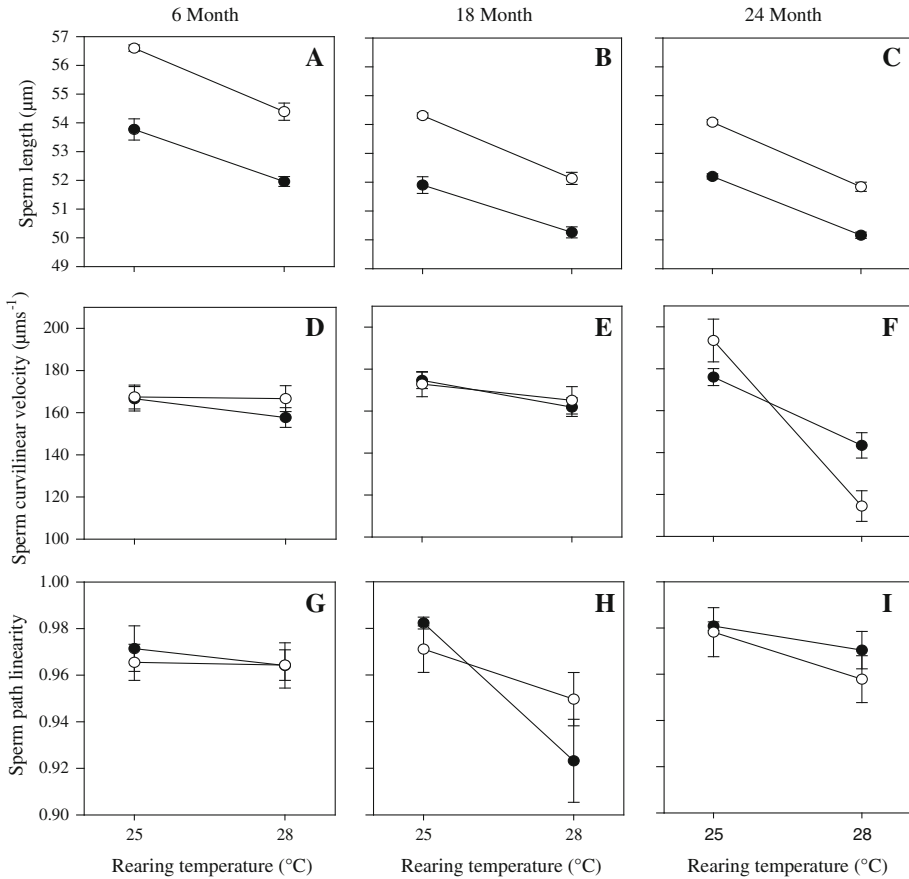 6 Month
18 Month
24 Month
Sperm length (µm)
57
56
55
54
53
52
51
50
49
A
B
C
Sperm curvilinear velocity (µms⁻¹)
200
180
160
140
120
100
D
E
F
Sperm path linearity
1.00
0.98
0.96
0.94
0.92
0.90
G
H
I
25
28
25
28
25
28
Rearing temperature (°C)
Rearing temperature (°C)
Rearing temperature (°C)